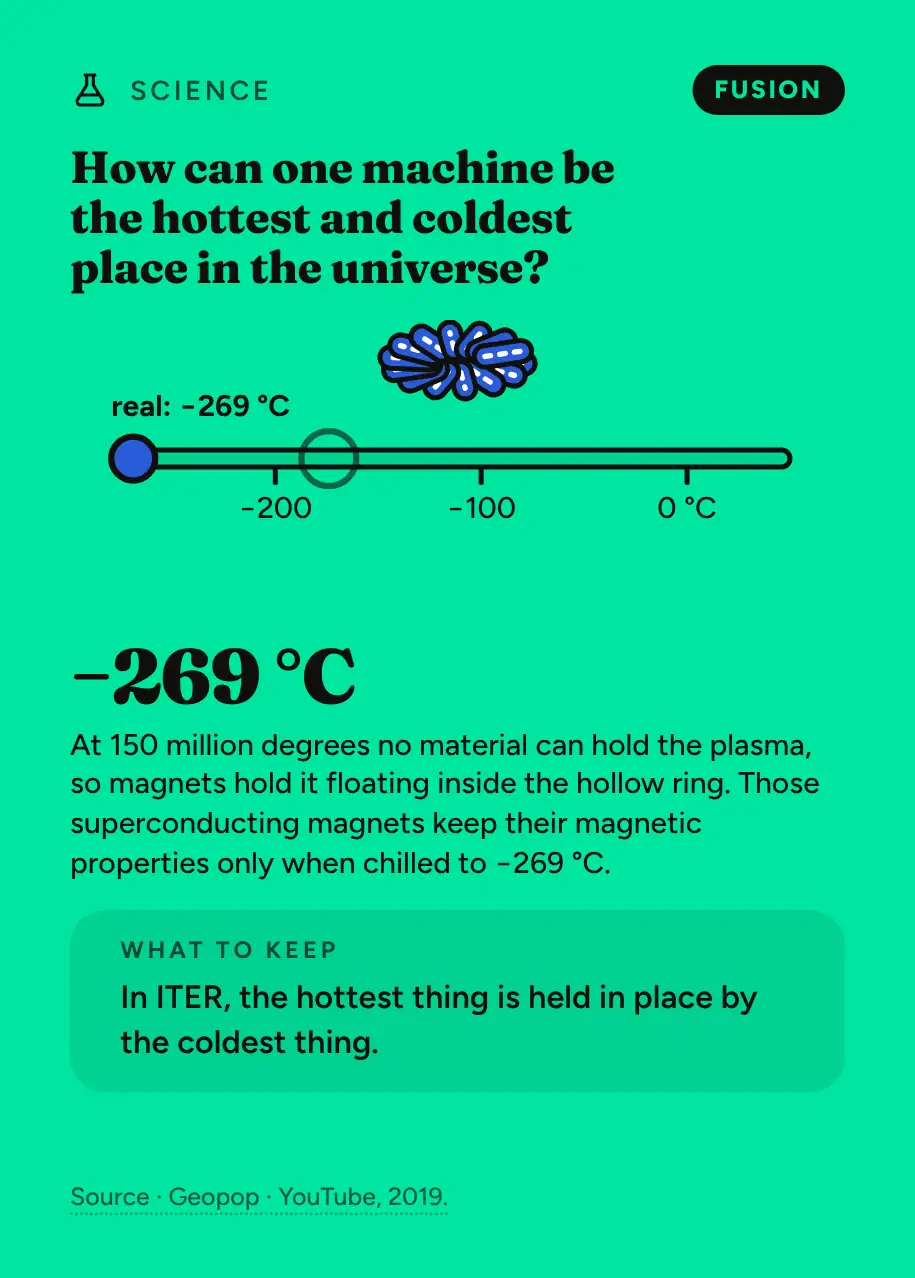 SCIENCE
FUSION
How can one machine be
the hottest and coldest
place in the universe?
real: −269 °C
−200
−100
0 °C
−269 °C
At 150 million degrees no material can hold the plasma,
so magnets hold it floating inside the hollow ring. Those
superconducting magnets keep their magnetic
properties only when chilled to −269 °C.
WHAT TO KEEP
In ITER, the hottest thing is held in place by
the coldest thing.
Source · Geopop · YouTube, 2019.